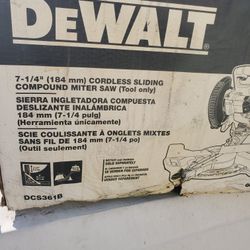 DEWALT
7-1/4" (184 mm) CORDLESS SLIDING
COMPOUND MITER SAW (Tool only)
SIERRA INGLETADORA COMPUESTA
DESLIZANTE INALÁMBRICA
184 mm (7-1/4 pulg)
(Herramienta únicamente)
SCIE COULISSANTE À ONGLETS MIXTES
SANS FIL DE 184 mm (7-1/4 po)
(Outil seulement)
DCS361B